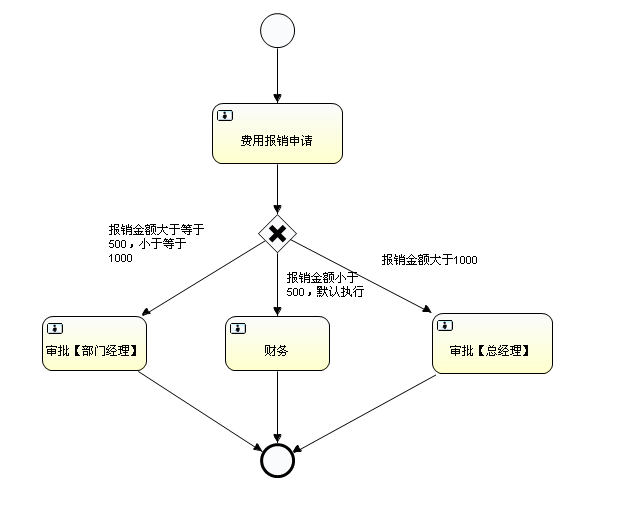 费用报销申请
报销金额大于等于
500，小于等于
1000
报销金额小于
500，默认执行
报销金额大于1000
审批【部门经理】
财务
审批【总经理】